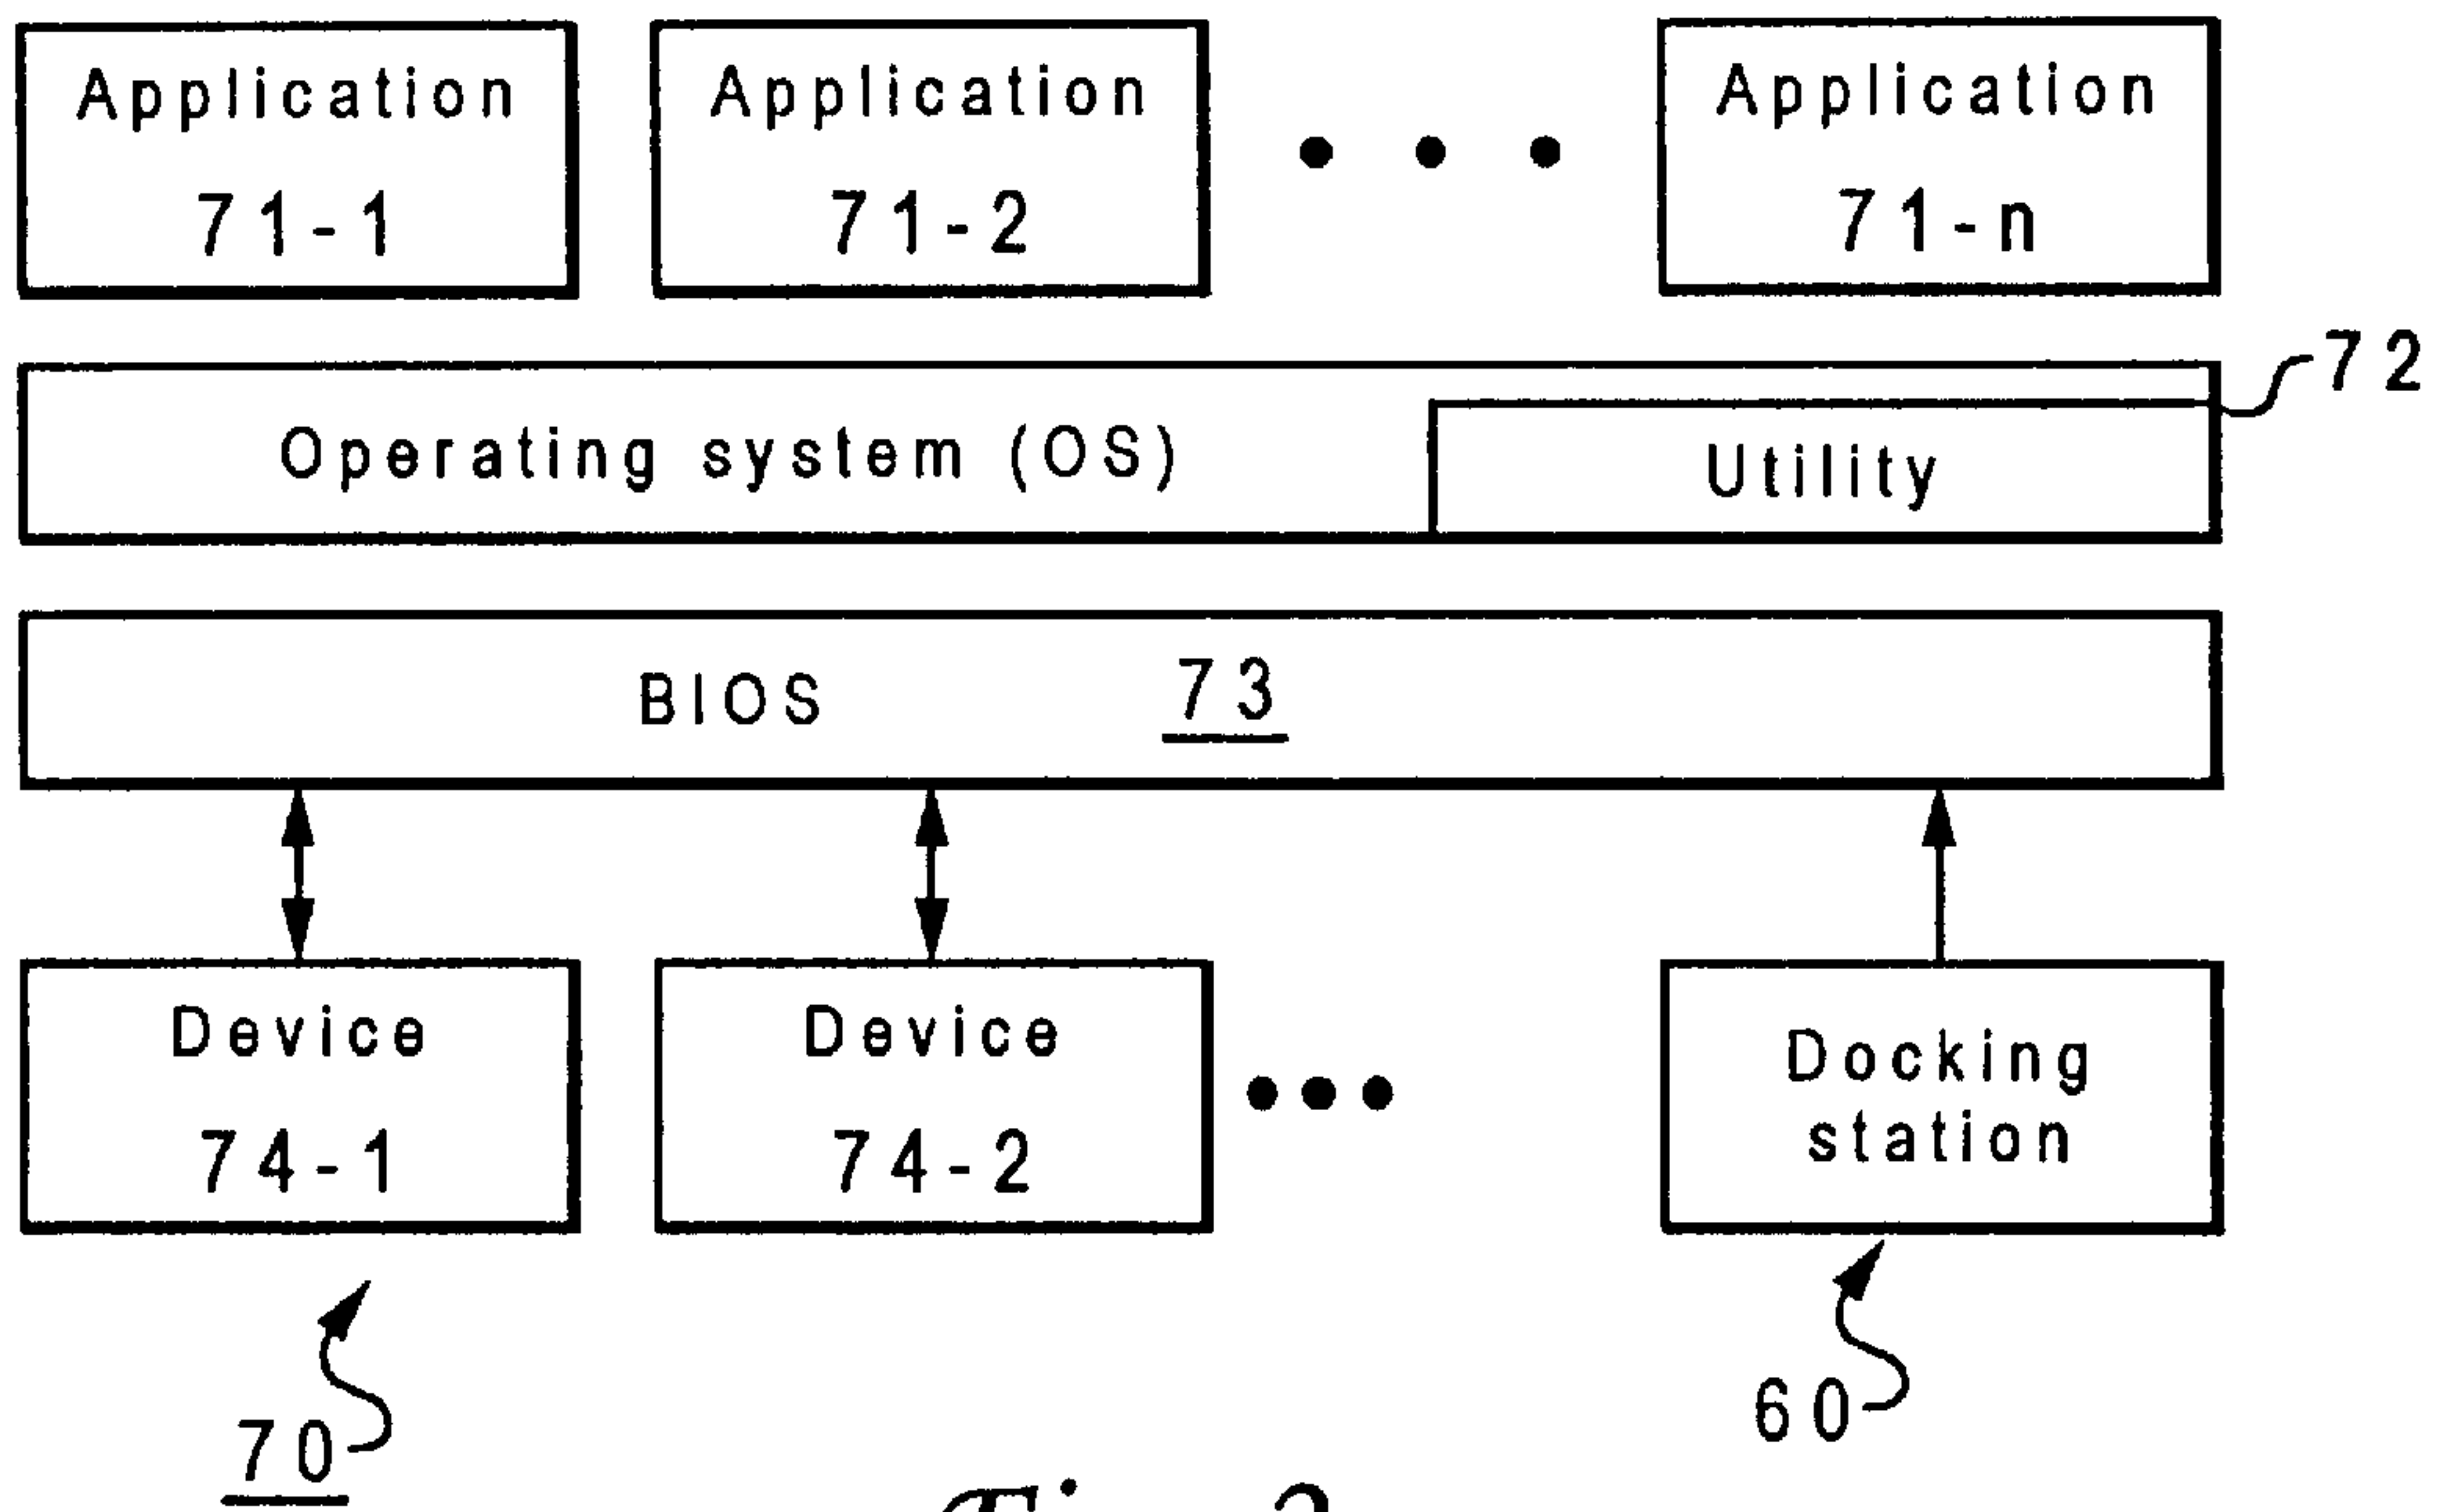 Application
71-1
Application
71-2
Application
71-n
72
Operating system (OS)
Utility
BIOS 73
Device
74-1
Device
74-2
Docking
station
60
70